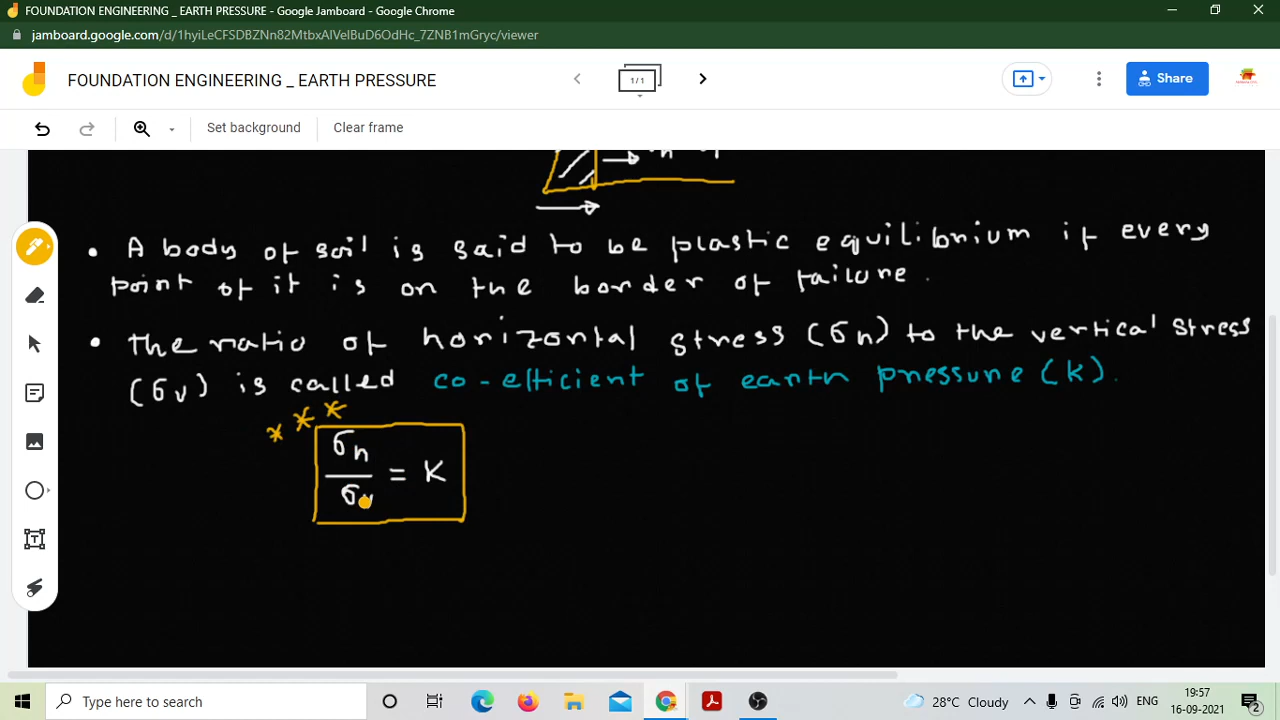 FOUNDATION ENGINEERING _ EARTH PRESSURE - Google Jamboard - Google Chrome
jamboard.google.com/d/1hyiLeCFSDBZNn82MtbxAlVelBuD6OdHc_7ZNB1mGryc/viewer
FOUNDATION ENGINEERING _ EARTH PRESSURE
1 / 1
Share
Set background
Clear frame
• A body of soil is said to be plastic equilibrium if every
point of it is on the border of failure.
• the ratio of horizontal stress (σh) to the vertical stress
(σv) is called co-efficient of earth pressure (k).
* * *
σh
= K
σv
Type here to search
28°C Cloudy
ENG
19:57
16-09-2021
2